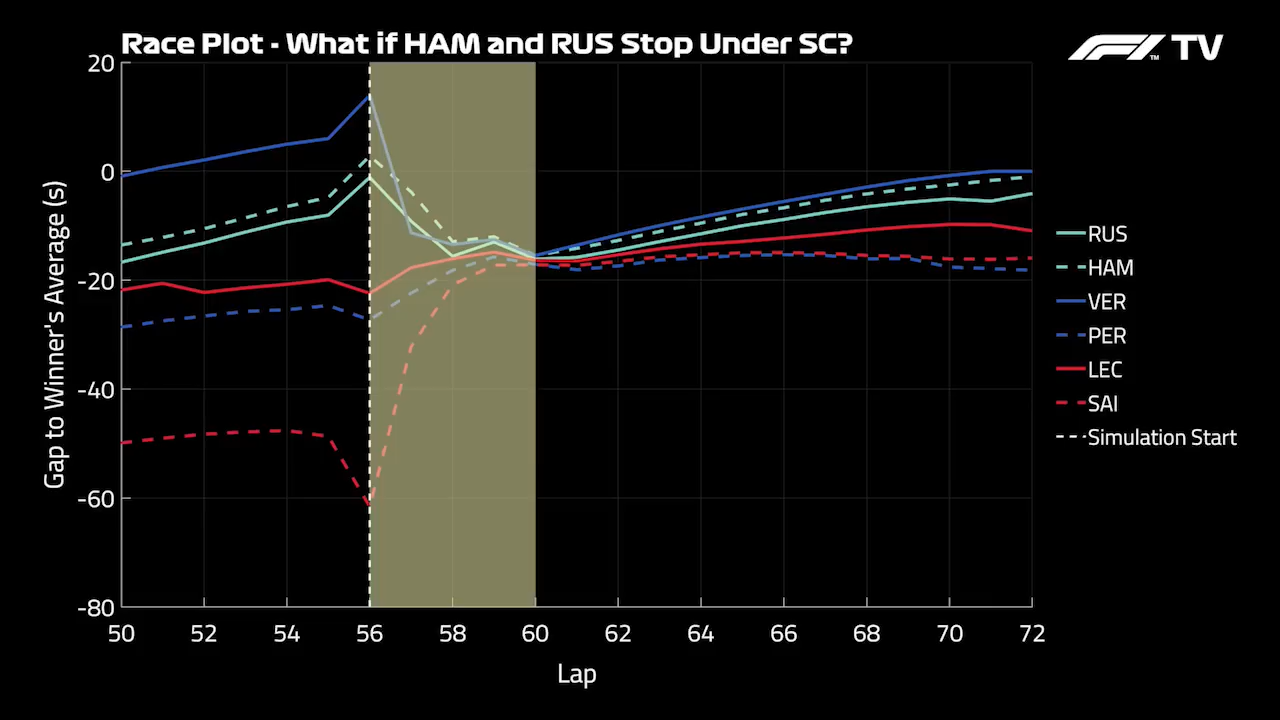 Race Plot - What if HAM and RUS Stop Under SC?
F1™ TV
20
0
-20
-40
-60
-80
Gap to Winner's Average (s)
50 52 54 56 58 60 62 64 66 68 70 72
Lap
RUS
HAM
VER
PER
LEC
SAI
Simulation Start